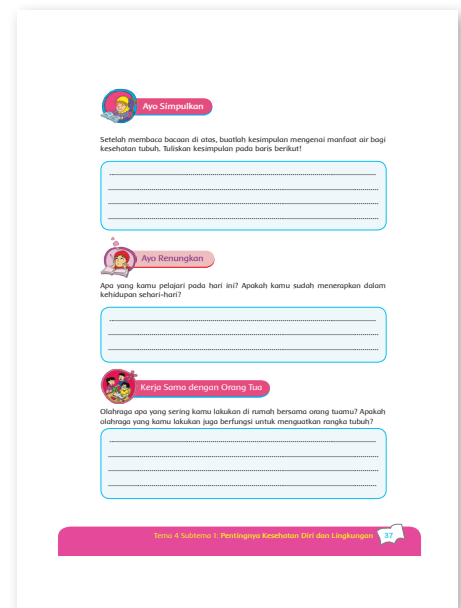 Ayo Simpulkan
Setelah membaca bacaan di atas, buatlah kesimpulan mengenai manfaat air bagi
kesehatan tubuh. Tuliskan kesimpulan pada baris berikut!
Ayo Renungkan
Apa yang kamu pelajari pada hari ini? Apakah kamu sudah menerapkan dalam
kehidupan sehari-hari?
Kerja Sama dengan Orang Tua
Olahraga apa yang sering kamu lakukan di rumah bersama orang tuamu? Apakah
olahraga yang kamu lakukan juga berfungsi untuk menguatkan rangka tubuh?
Tema 4 Subtema 1: Pentingnya Kesehatan Diri dan Lingkungan 37